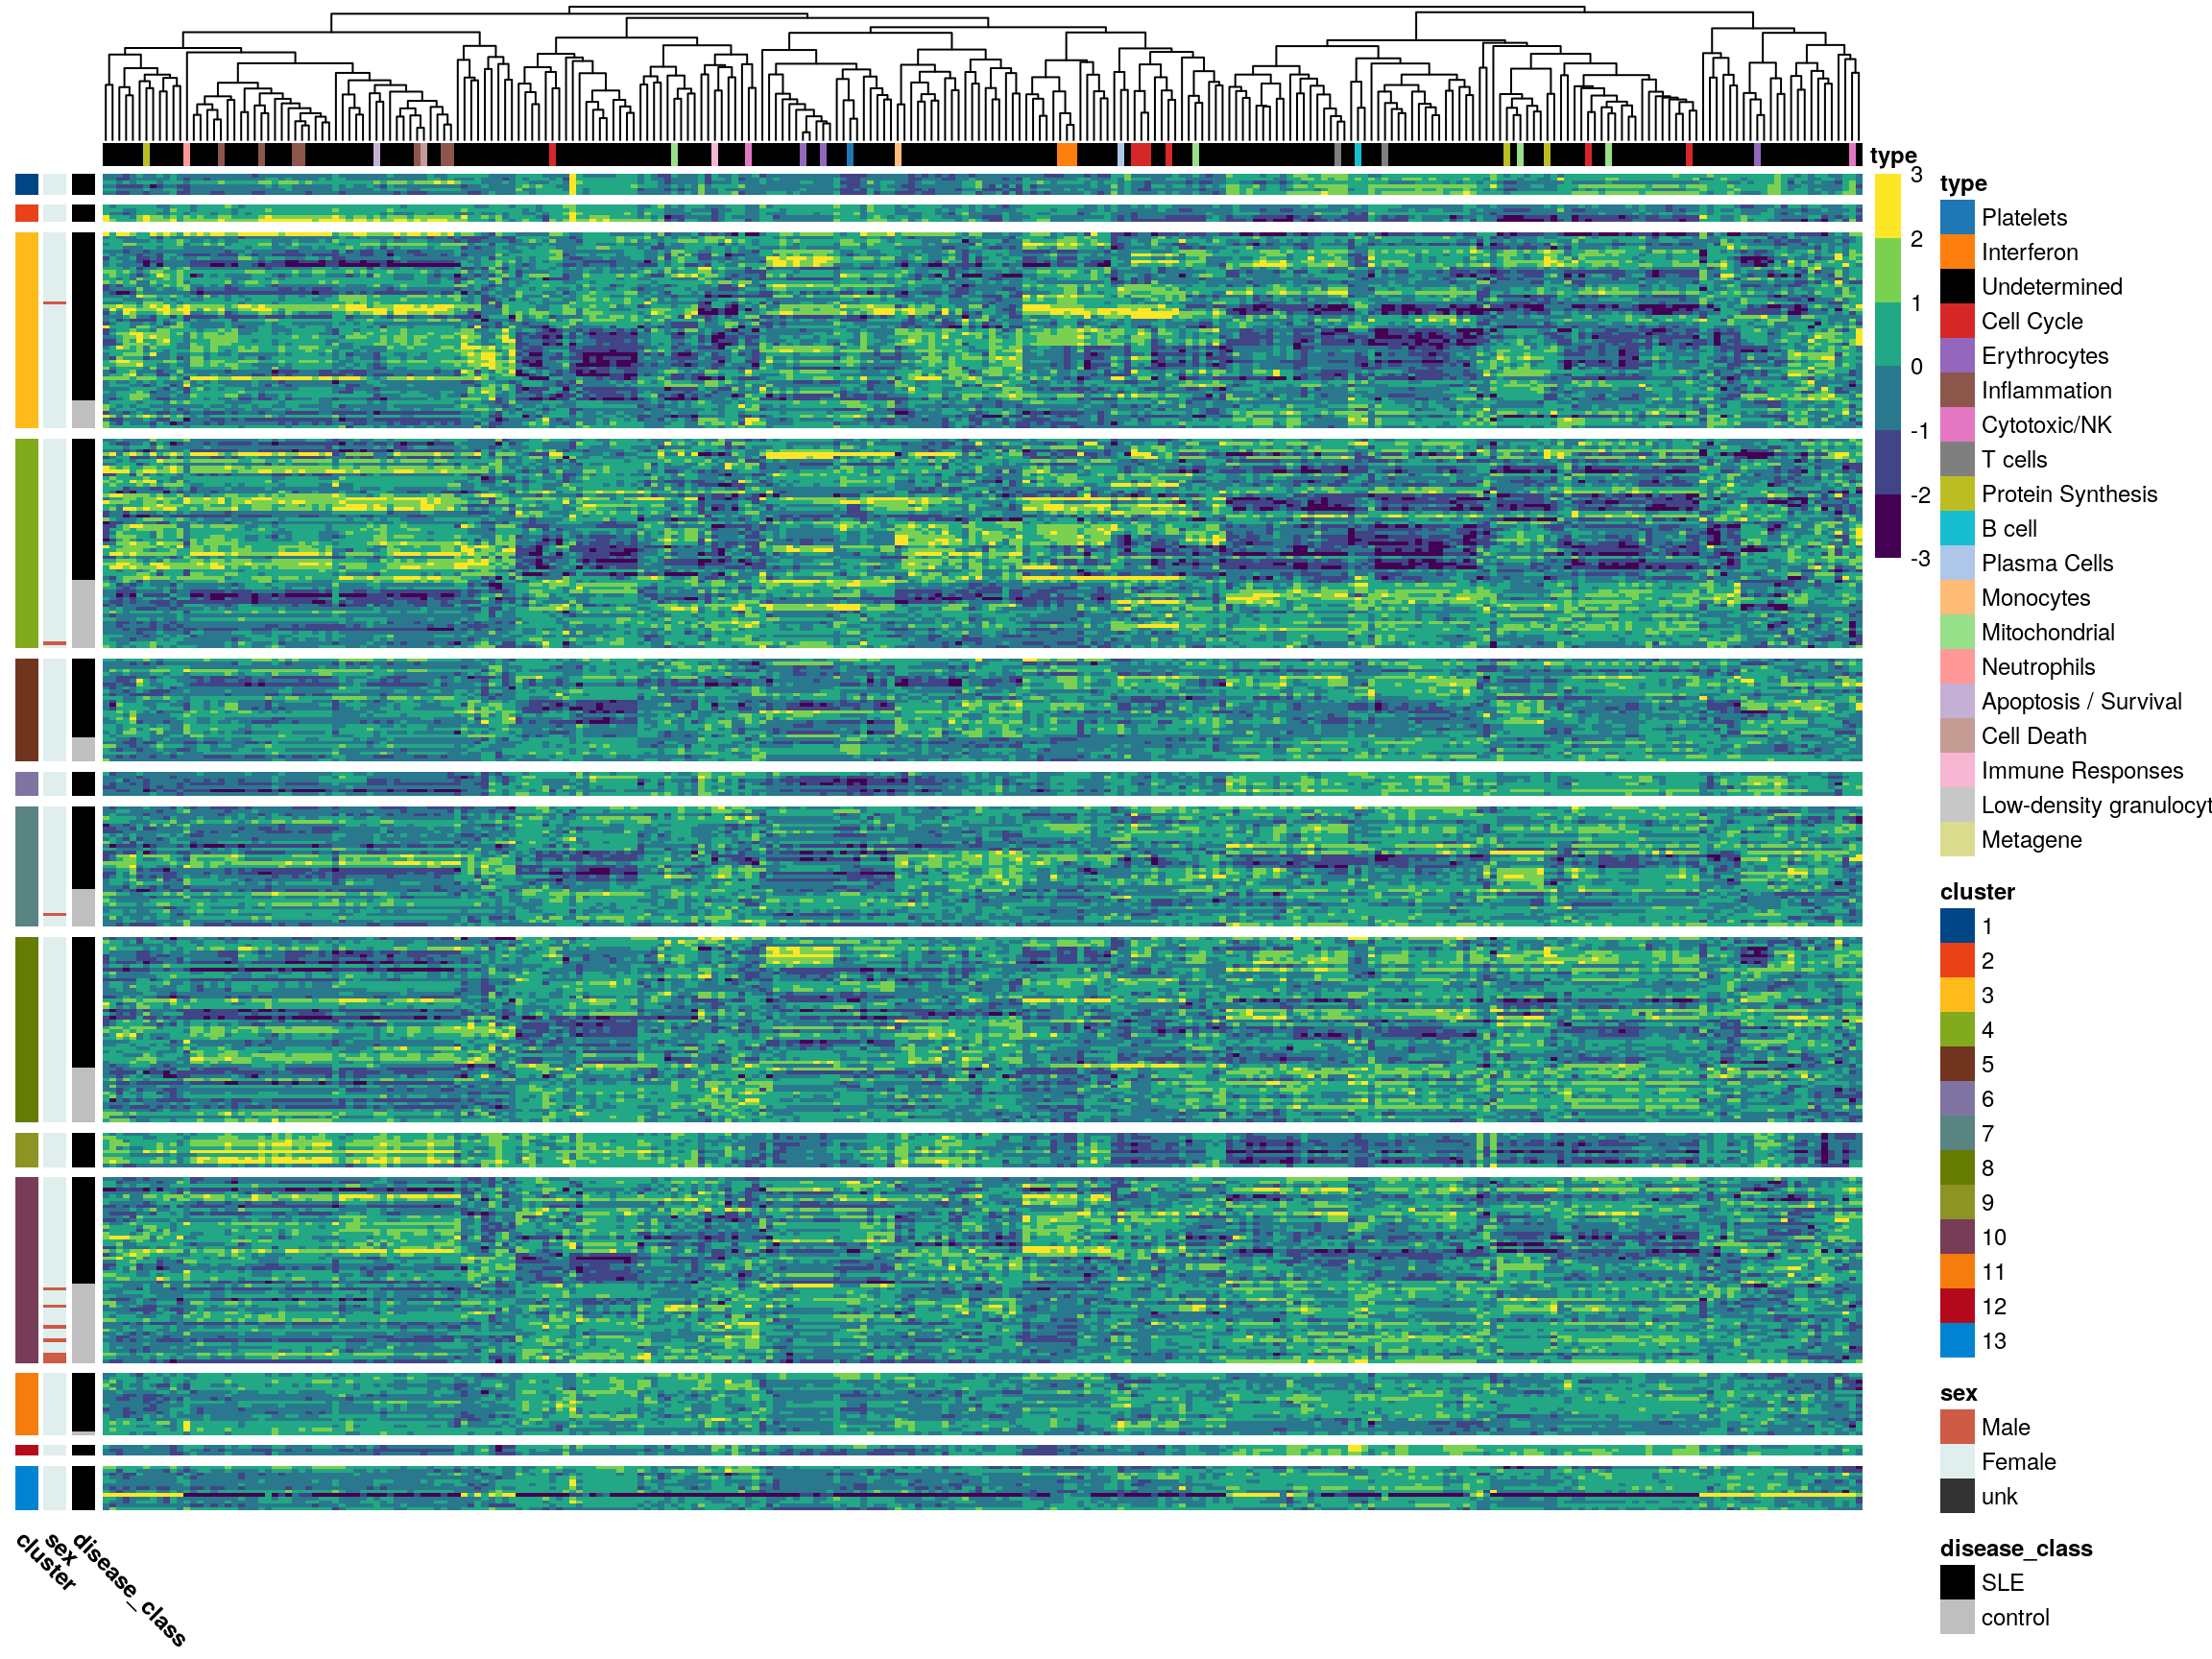 type
3
2
1
0
-1
-2
-3
type
Platelets
Interferon
Undetermined
Cell Cycle
Erythrocytes
Inflammation
Cytotoxic/NK
T cells
Protein Synthesis
B cell
Plasma Cells
Monocytes
Mitochondrial
Neutrophils
Apoptosis / Survival
Cell Death
Immune Responses
Low-density granulocyt
Metagene
cluster
1
2
3
4
5
6
7
8
9
10
11
12
13
sex
Male
Female
unk
disease_class
SLE
control
cluster
sex
disease_class